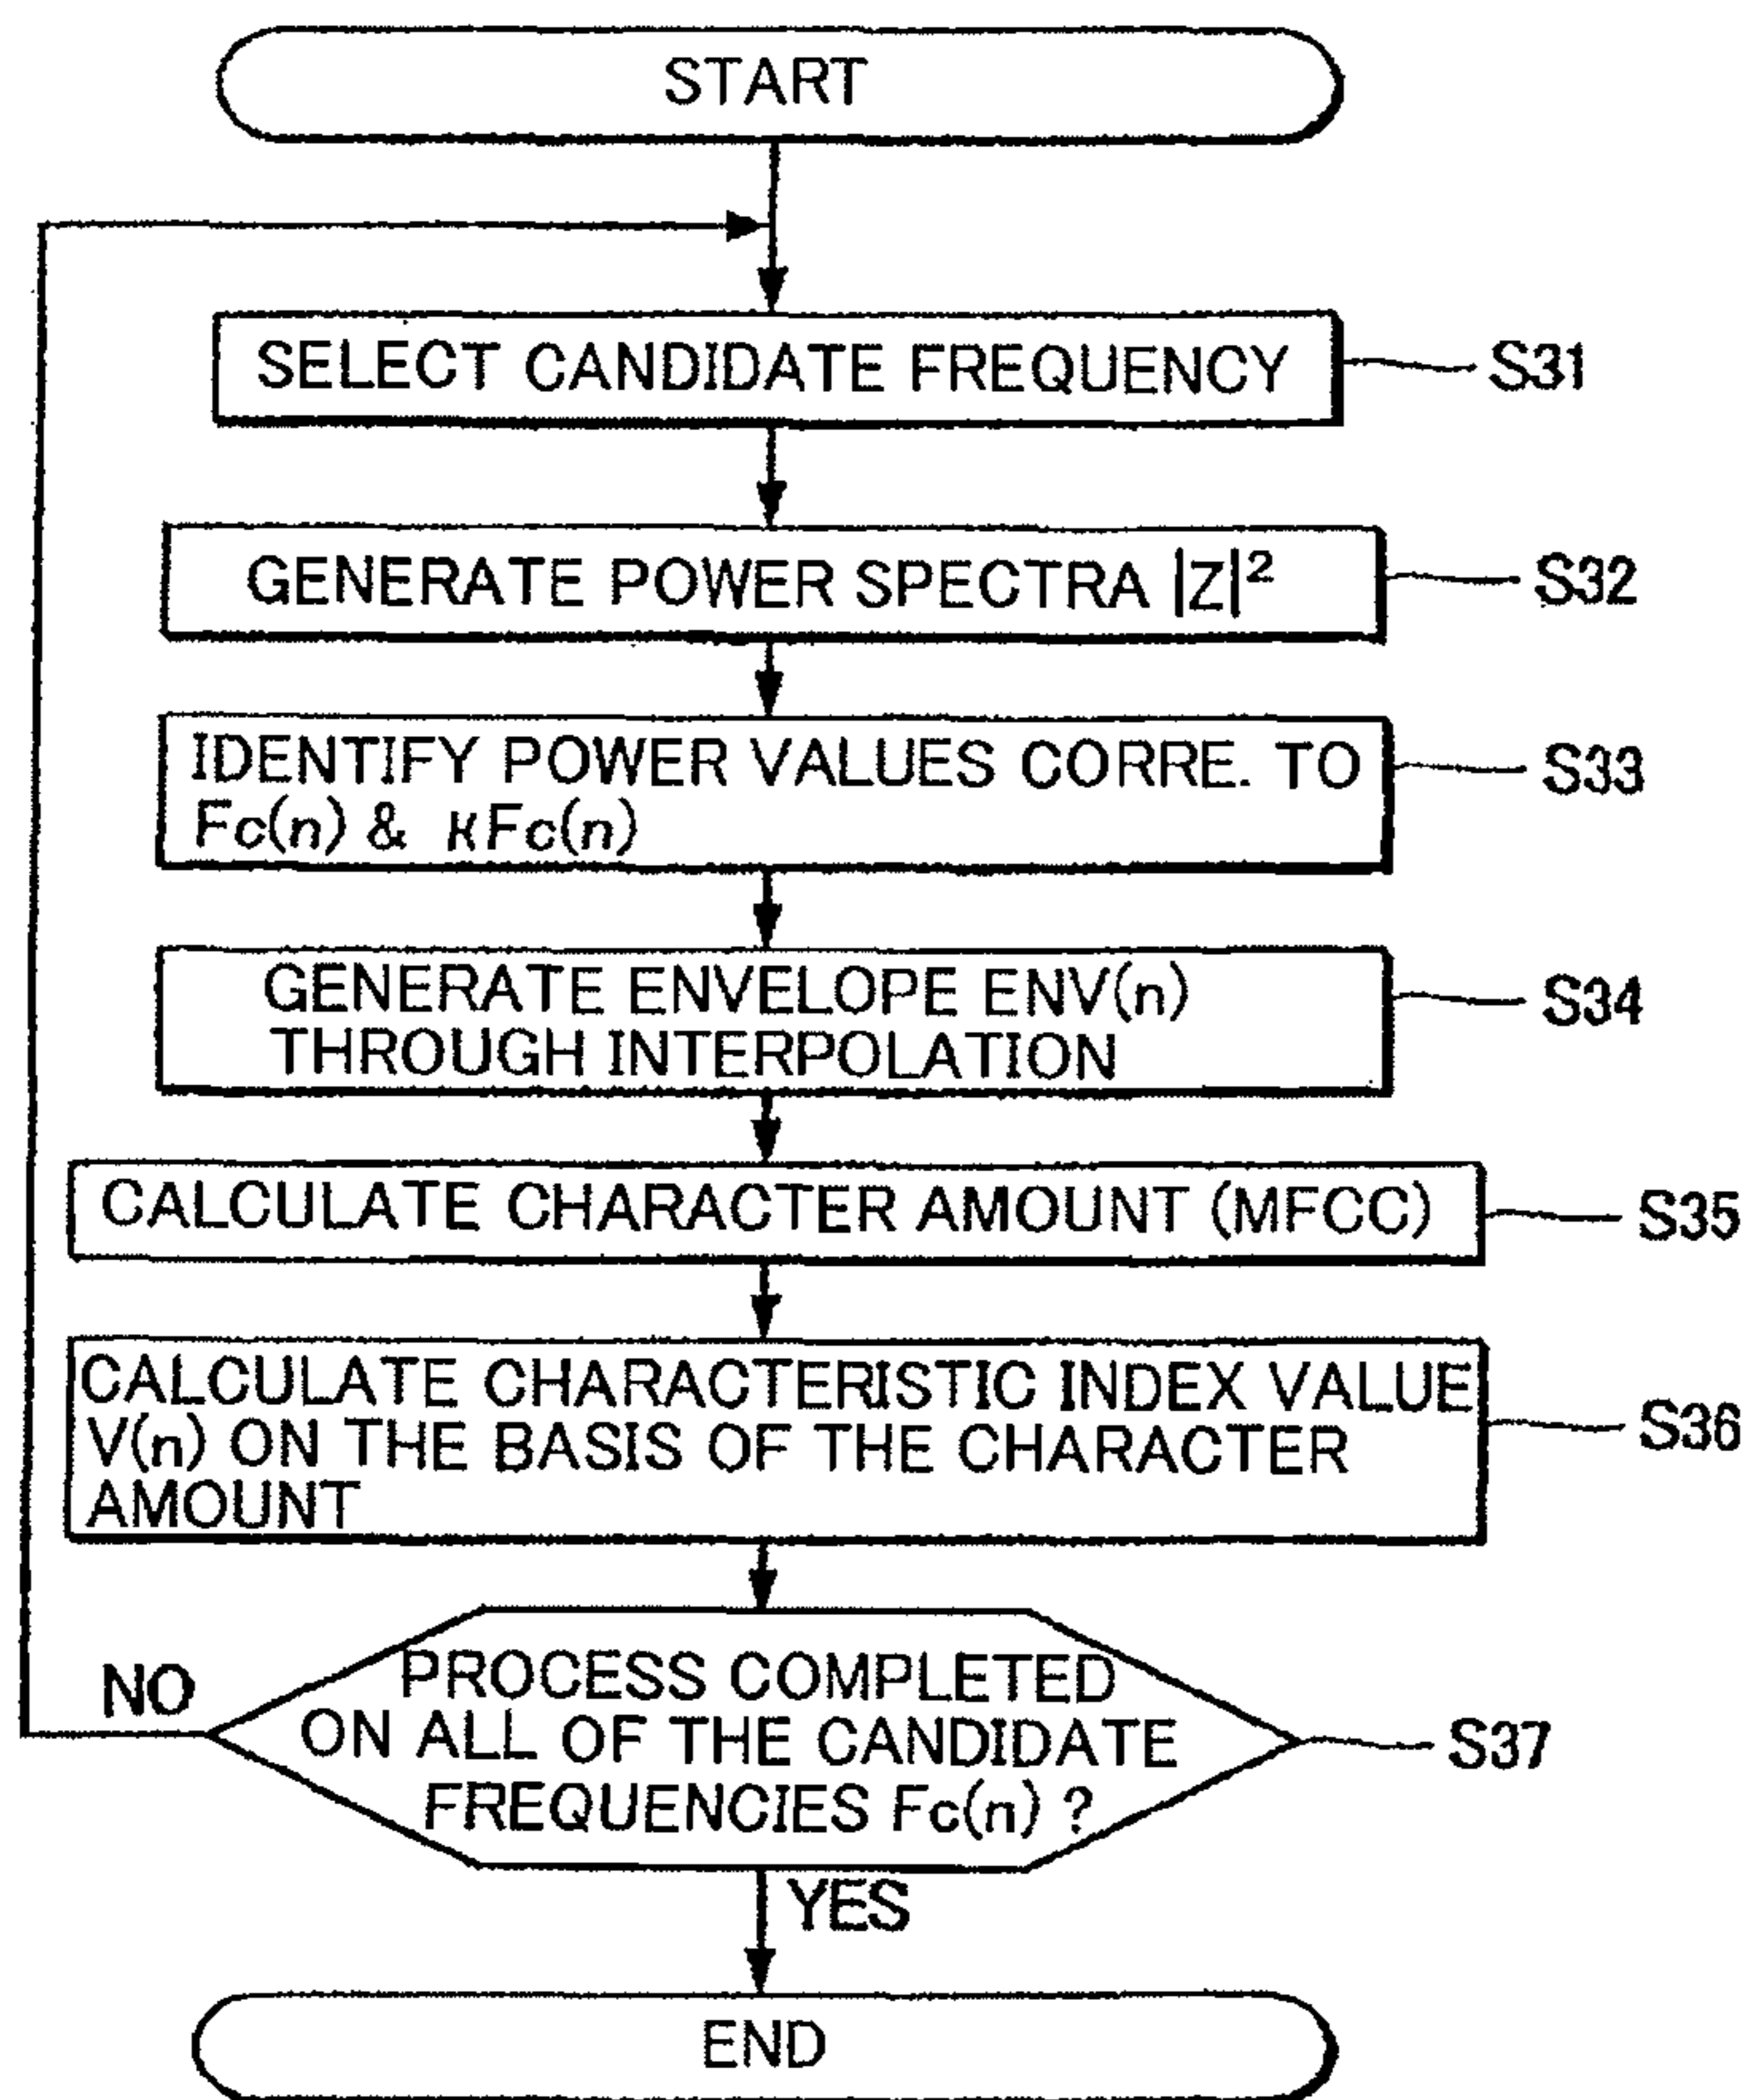 START
SELECT CANDIDATE FREQUENCY
S31
GENERATE POWER SPECTRA |Z|²
S32
IDENTIFY POWER VALUES CORRE. TO
Fc(n) & κFc(n)
S33
GENERATE ENVELOPE ENV(n)
THROUGH INTERPOLATION
S34
CALCULATE CHARACTER AMOUNT (MFCC)
S35
CALCULATE CHARACTERISTIC INDEX VALUE
V(n) ON THE BASIS OF THE CHARACTER
AMOUNT
S36
NO
PROCESS COMPLETED
ON ALL OF THE CANDIDATE
FREQUENCIES Fc(n) ?
S37
YES
END